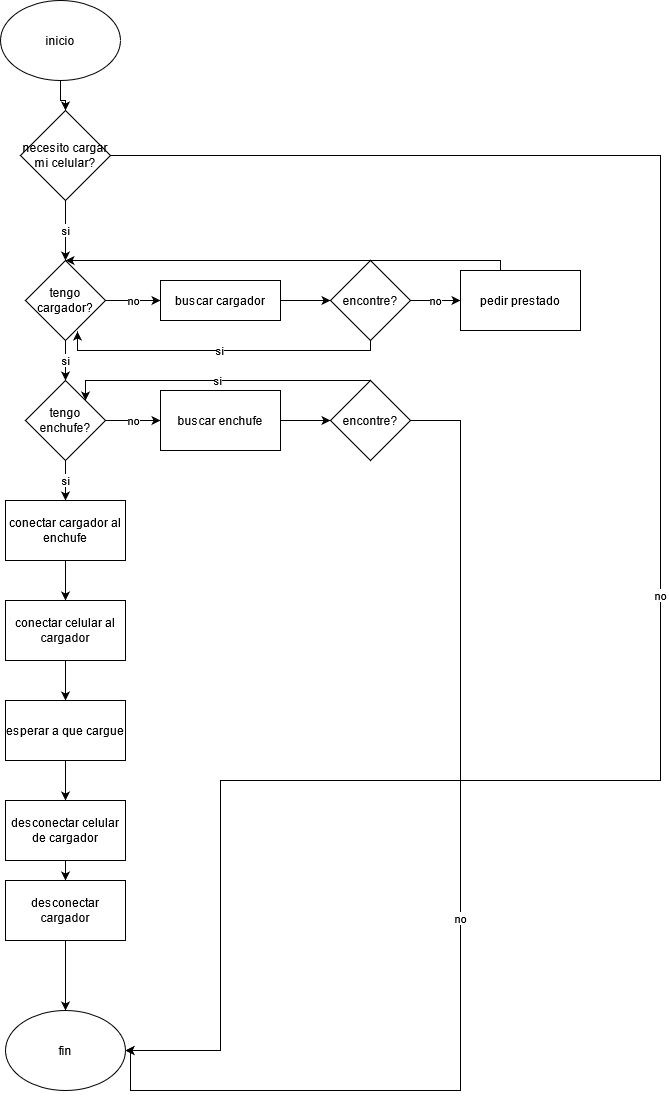 inicio
necesito cargar
mi celular?
si
tengo
cargador?
no
buscar cargador
encontre?
no
pedir prestado
si
si
si
tengo
enchufe?
no
buscar enchufe
encontre?
si
conectar cargador al
enchufe
conectar celular al
cargador
no
esperar a que cargue
desconectar celular
de cargador
desconectar
cargador
no
fin